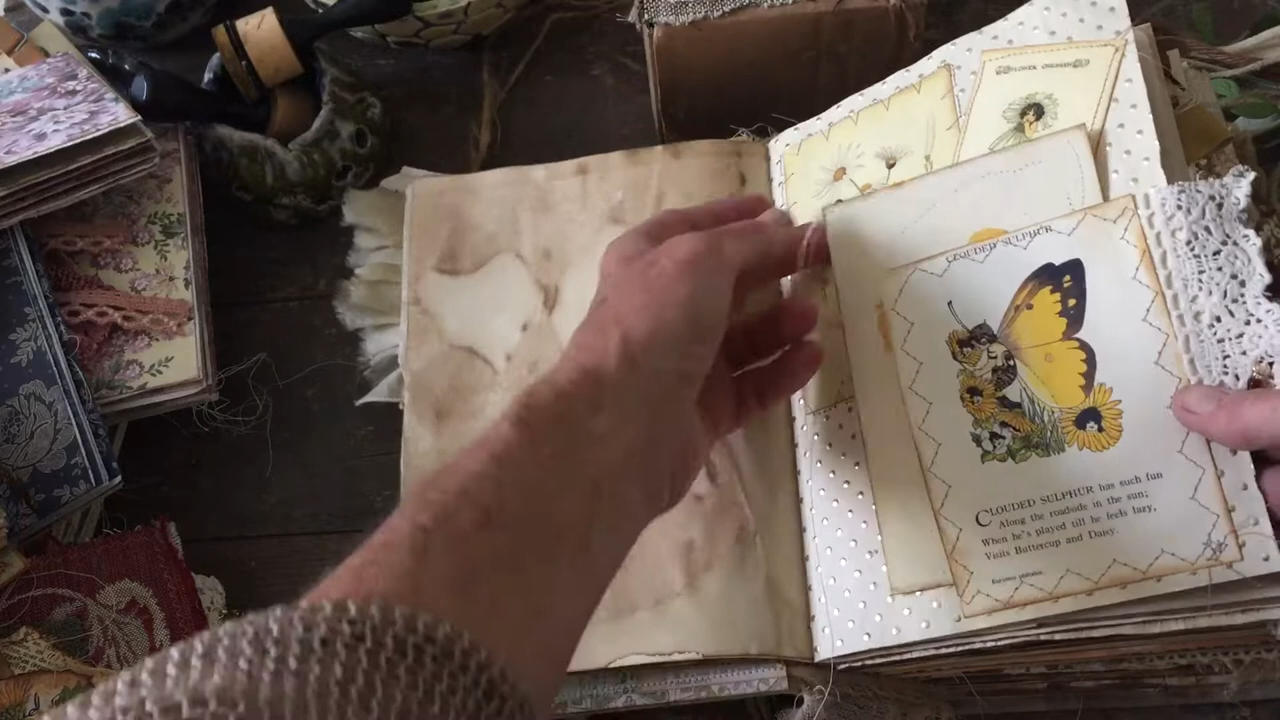 FLOWER CHILDREN
CLOUDED SULPHUR
CLOUDED SULPHUR has such fun
Along the roadside in the sun;
When he's played till he feels lazy,
Visits Buttercup and Daisy.